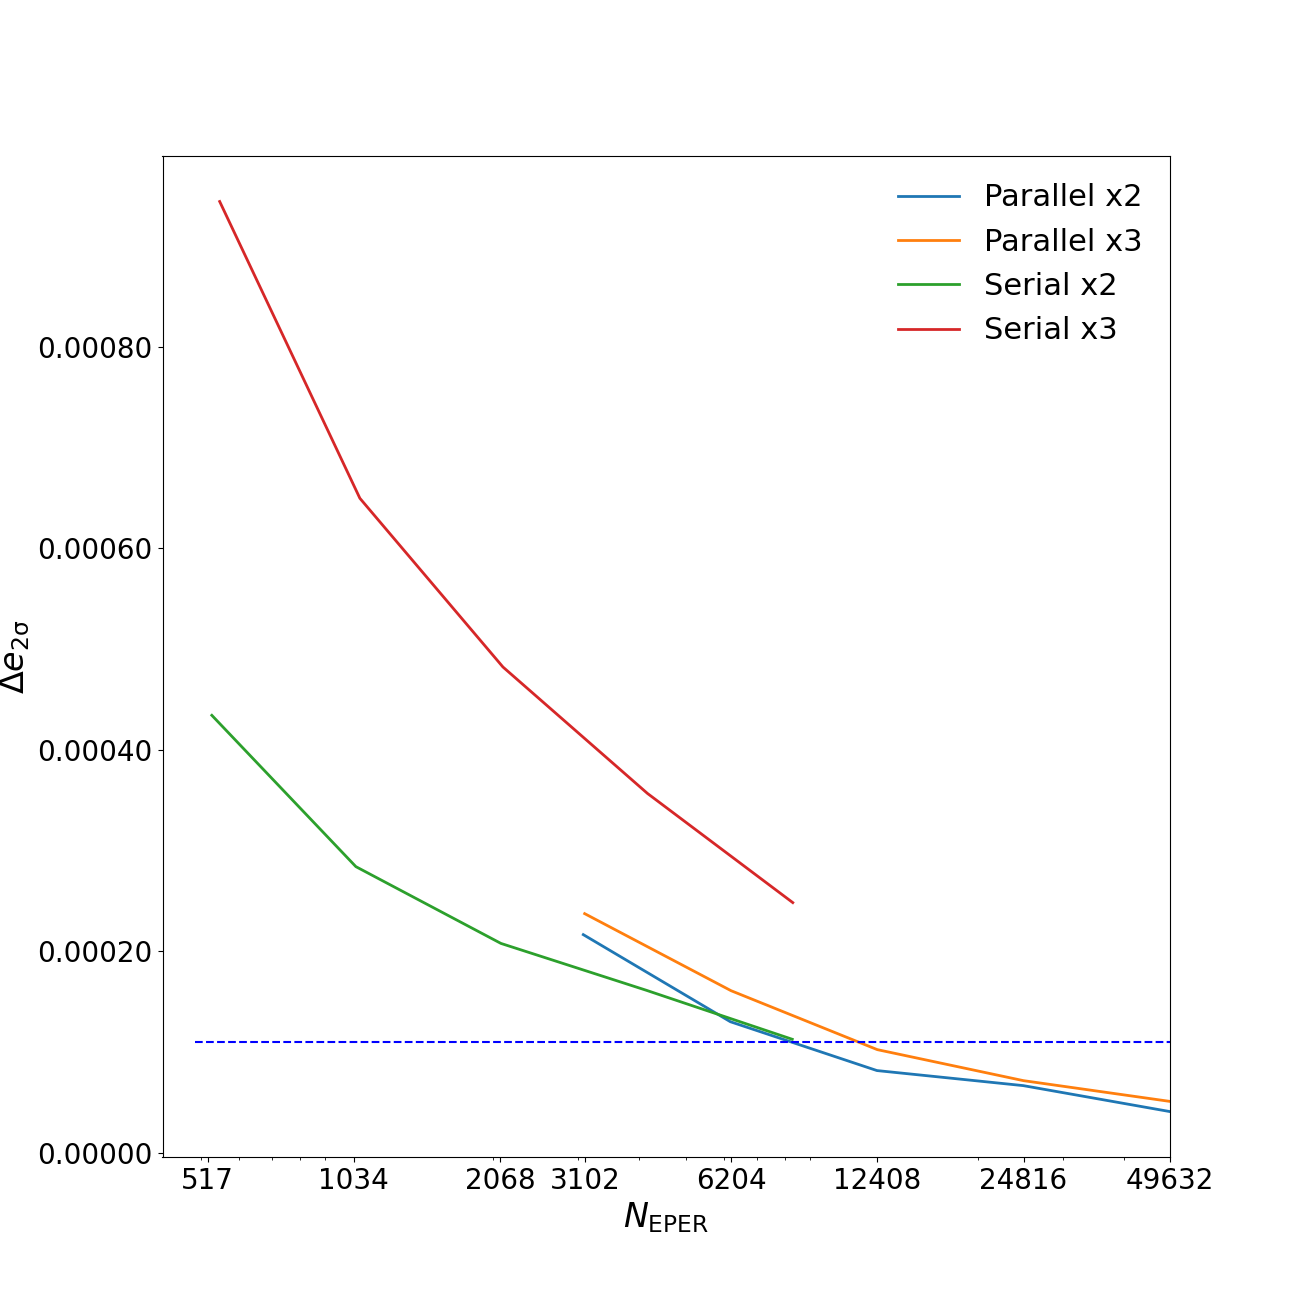 Parallel x2
Parallel x3
Serial x2
Serial x3
0.00080
0.00060
0.00040
0.00020
0.00000
Δe2σ
517 1034 2068 3102 6204 12408 24816 49632
NEPER